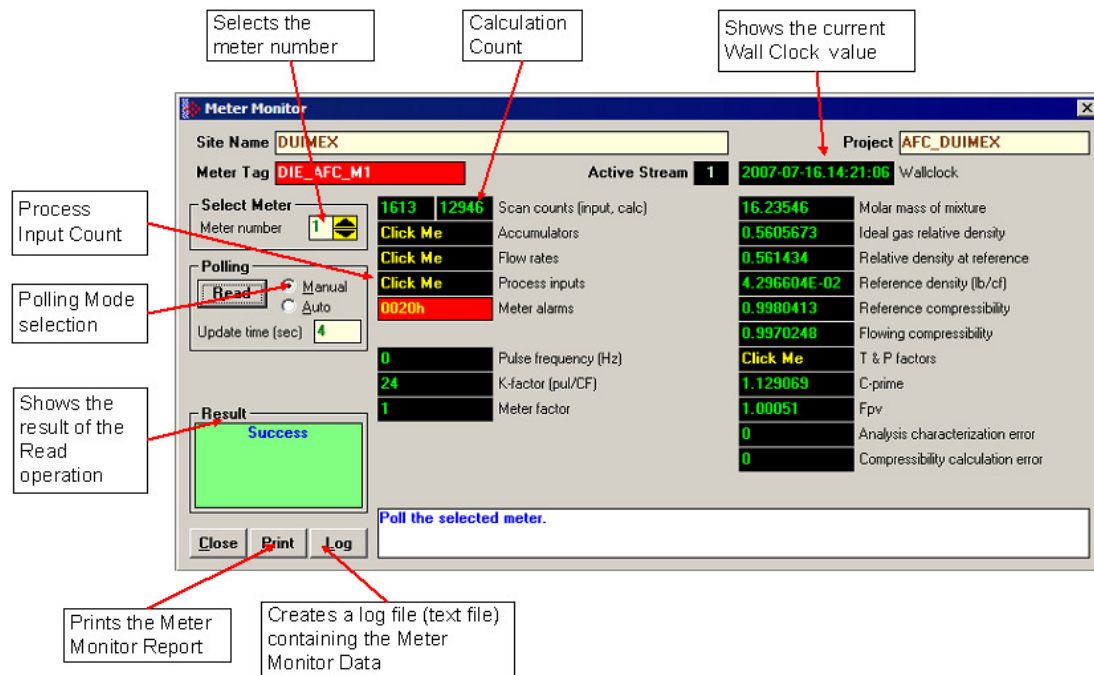 Selects the
meter number
Calculation
Count
Shows the current
Wall Clock value
Meter Monitor
Site Name DUIMEX
Project AFC_DUIMEX
Meter Tag DIE_AFC_M1
Active Stream 1
2007-07-16.14:21:06 Wallclock
Process
Input Count
Select Meter
Meter number 1
Polling
Read
Manual
Auto
Update time (sec) 4
Polling Mode
selection
1613 12946 Scan counts (input, calc)
Click Me Accumulators
Click Me Flow rates
Click Me Process inputs
0020h Meter alarms
0 Pulse frequency (Hz)
24 K-factor (pul/CF)
1 Meter factor
16.23546 Molar mass of mixture
0.5605673 Ideal gas relative density
0.561434 Relative density at reference
4.296604E-02 Reference density (lb/cf)
0.9980413 Reference compressibility
0.9970248 Flowing compressibility
Click Me T & P factors
1.129069 C-prime
1.00051 Fpv
0 Analysis characterization error
0 Compressibility calculation error
Shows the
result of the
Read
operation
Result
Success
Poll the selected meter.
Close Print Log
Prints the Meter
Monitor Report
Creates a log file (text file)
containing the Meter
Monitor Data